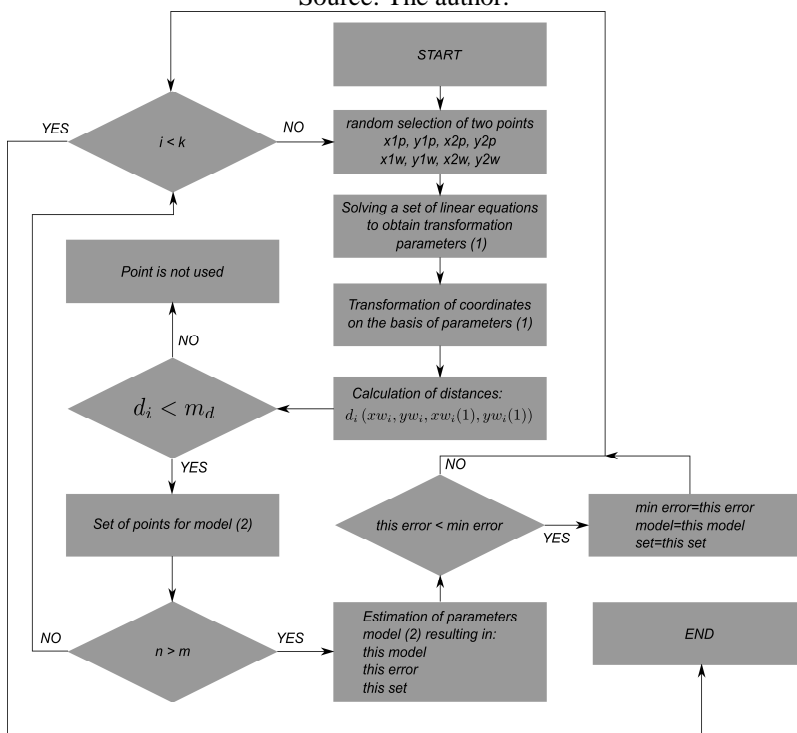 Source: The author.
START
YES
i < k
NO
random selection of two points
x1p, y1p, x2p, y2p
x1w, y1w, x2w, y2w
Solving a set of linear equations
to obtain transformation
parameters (1)
Point is not used
Transformation of coordinates
on the basis of parameters (1)
NO
d_i < m_d
Calculation of distances:
d_i (xw_i, yw_i, xw_i(1), yw_i(1))
YES
NO
Set of points for model (2)
this error < min error
YES
min error=this error
model=this model
set=this set
NO
n > m
YES
Estimation of parameters
model (2) resulting in:
this model
this error
this set
END